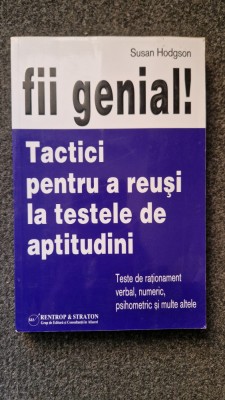 Susan Hodgson
fii genial!
Tactici
pentru a reuși
la testele de
aptitudini
Teste de raționament
verbal, numeric,
psihometric și multe altele
RENTROP & STRATON
Grup de Editură și Consultanță în Afaceri